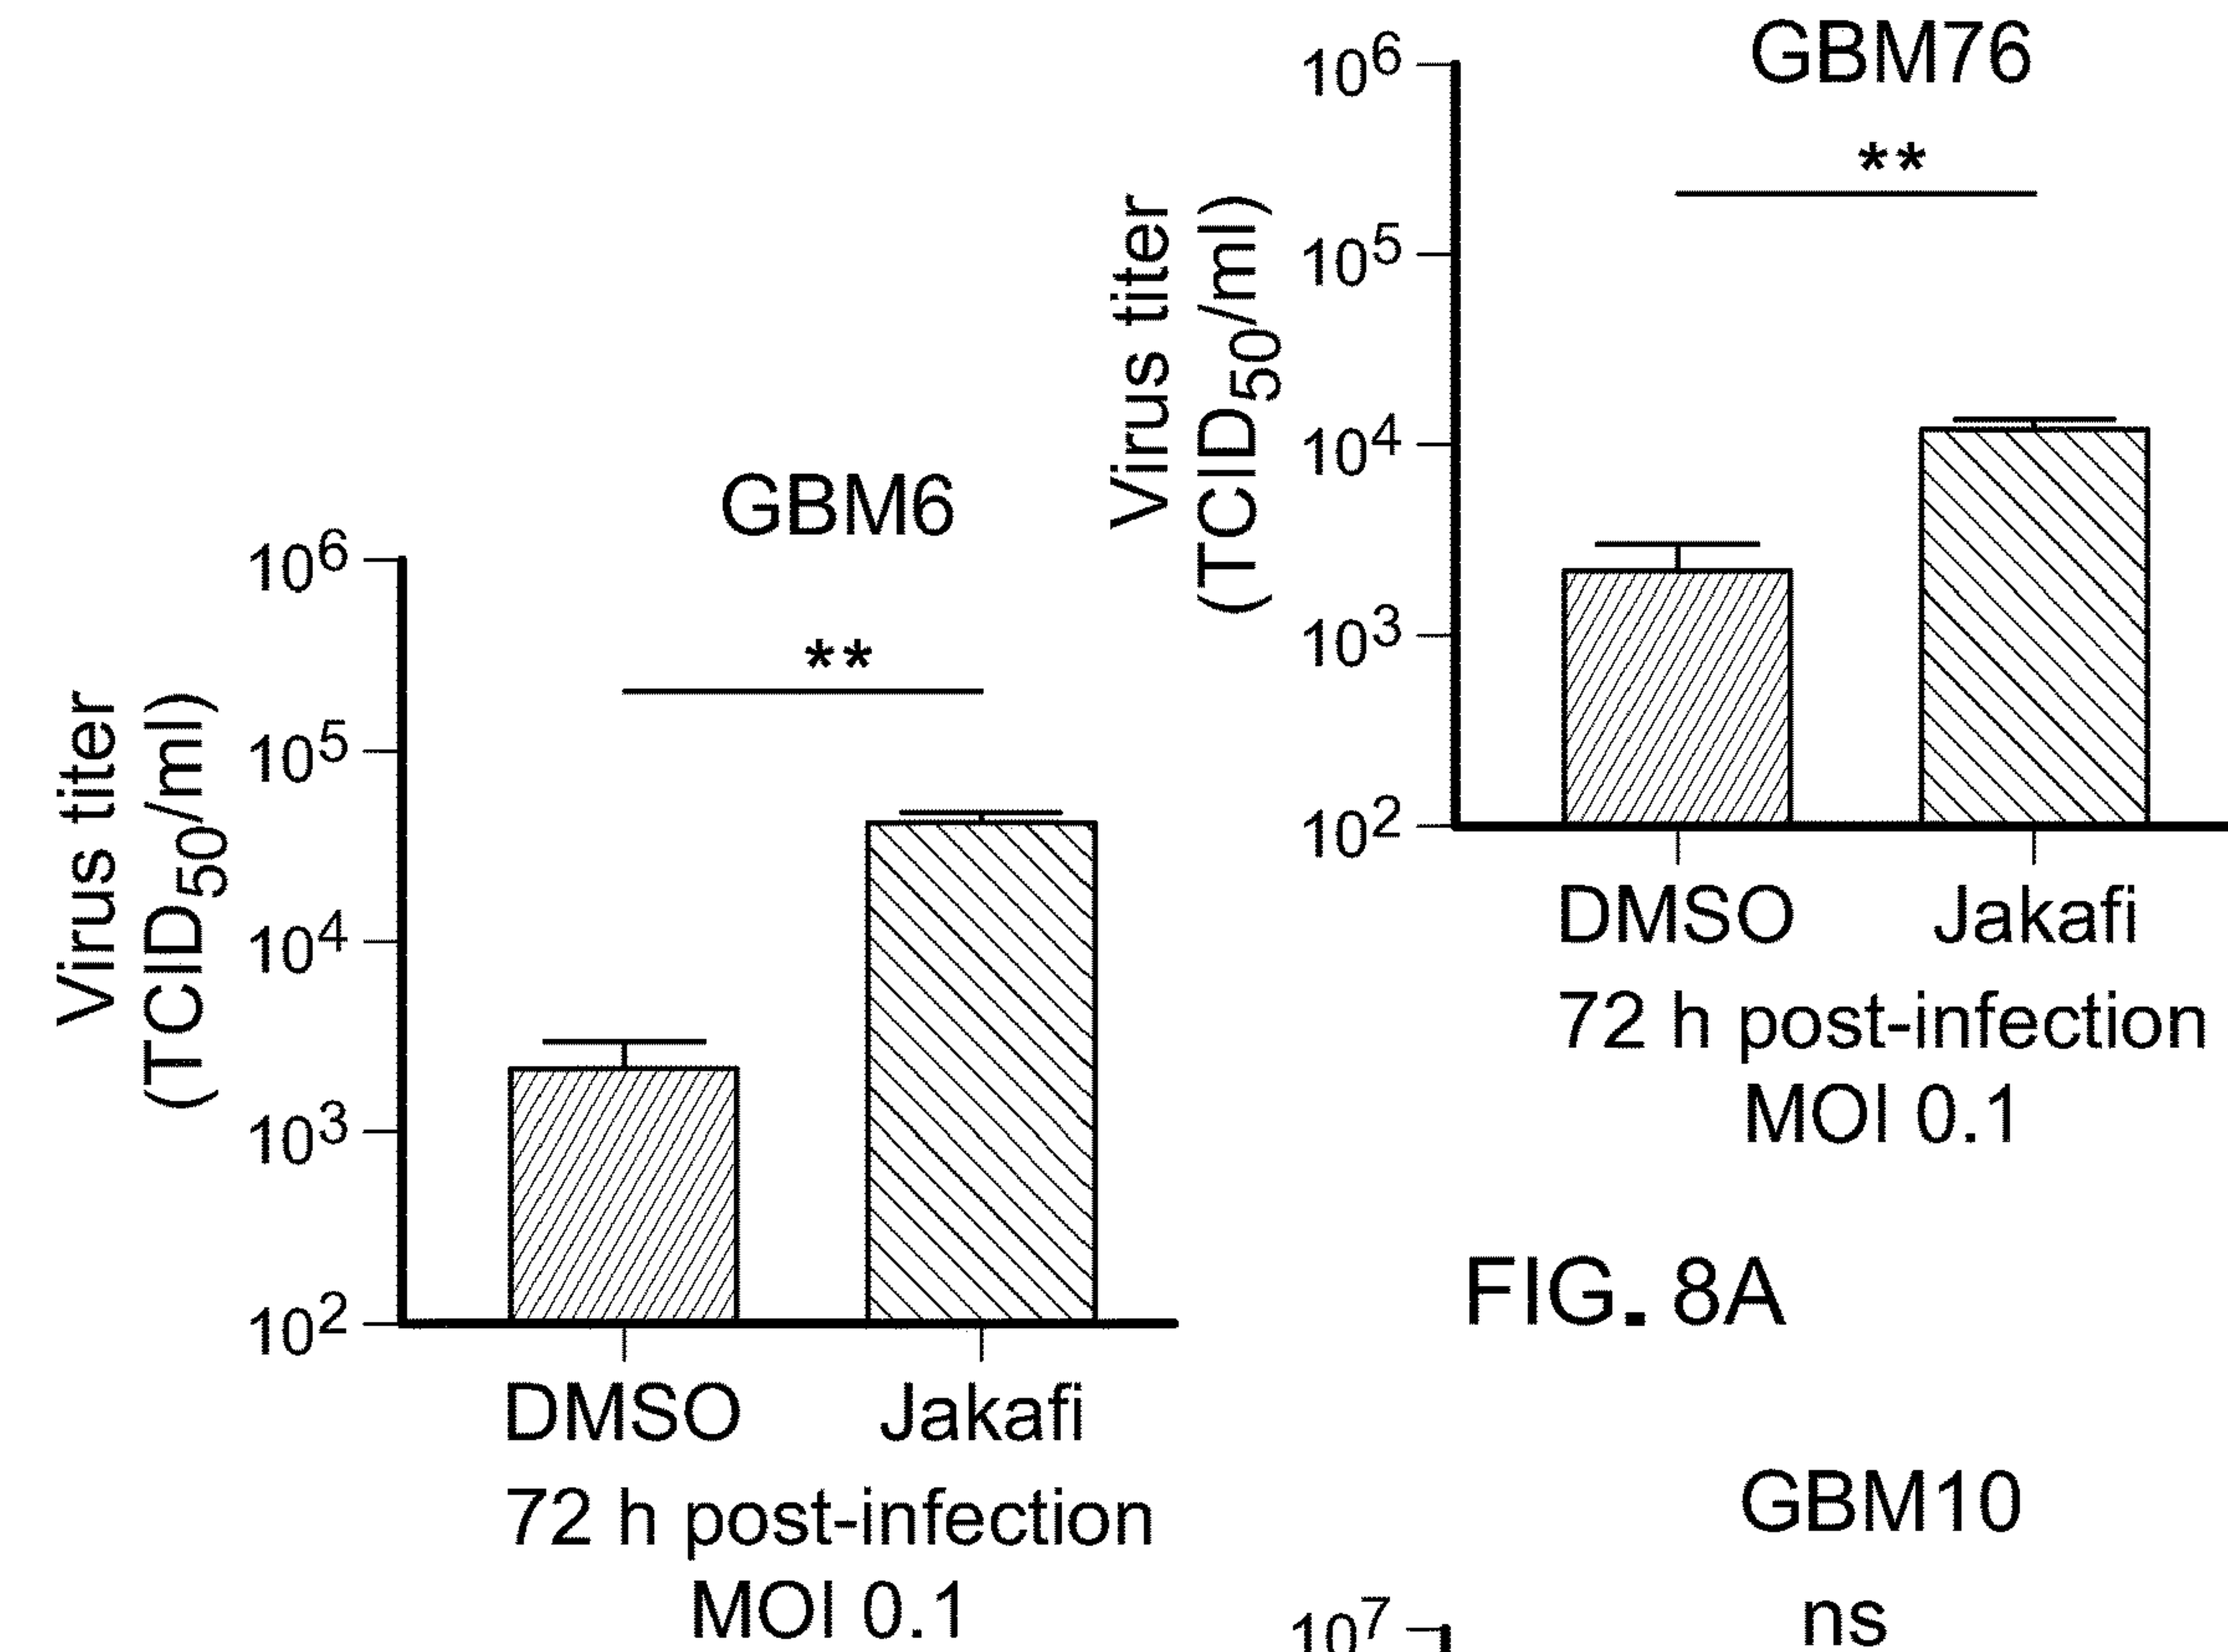 GBM76
**
Virus titer
(TCID50/ml)
10^6
10^5
10^4
10^3
10^2
DMSO Jakafi
72 h post-infection
MOI 0.1
GBM6
**
Virus titer
(TCID50/ml)
10^6
10^5
10^4
10^3
10^2
DMSO Jakafi
72 h post-infection
MOI 0.1
FIG. 8A
GBM10
ns
10^7